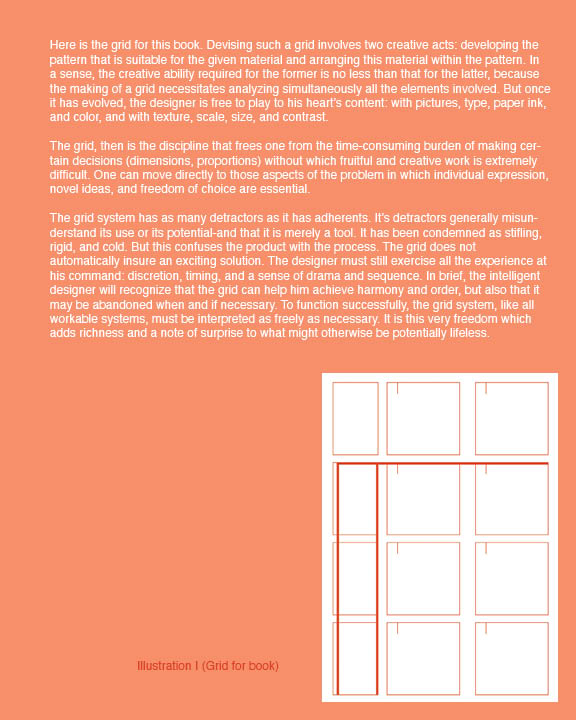 Here is the grid for this book. Devising such a grid involves two creative acts: developing the
pattern that is suitable for the given material and arranging this material within the pattern. In
a sense, the creative ability required for the former is no less than that for the latter, because
the making of a grid necessitates analyzing simultaneously all the elements involved. But once
it has evolved, the designer is free to play to his heart's content: with pictures, type, paper ink,
and color, and with texture, scale, size, and contrast.
The grid, then is the discipline that frees one from the time-consuming burden of making cer-
tain decisions (dimensions, proportions) without which fruitful and creative work is extremely
difficult. One can move directly to those aspects of the problem in which individual expression,
novel ideas, and freedom of choice are essential.
The grid system has as many detractors as it has adherents. It's detractors generally misun-
derstand its use or its potential-and that it is merely a tool. It has been condemned as stifling,
rigid, and cold. But this confuses the product with the process. The grid does not
automatically insure an exciting solution. The designer must still exercise all the experience at
his command: discretion, timing, and a sense of drama and sequence. In brief, the intelligent
designer will recognize that the grid can help him achieve harmony and order, but also that it
may be abandoned when and if necessary. To function successfully, the grid system, like all
workable systems, must be interpreted as freely as necessary. It is this very freedom which
adds richness and a note of surprise to what might otherwise be potentially lifeless.
Illustration I (Grid for book)